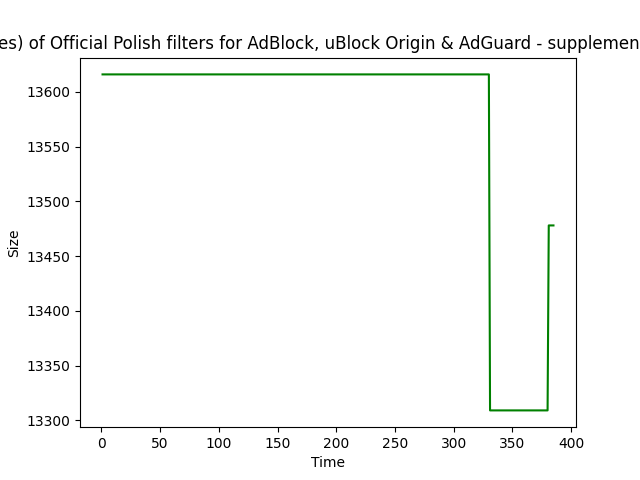 es) of Official Polish filters for AdBlock, uBlock Origin & AdGuard - supplemen
13600
13550
13500
13450
13400
13350
13300
Size
0 50 100 150 200 250 300 350 400
Time